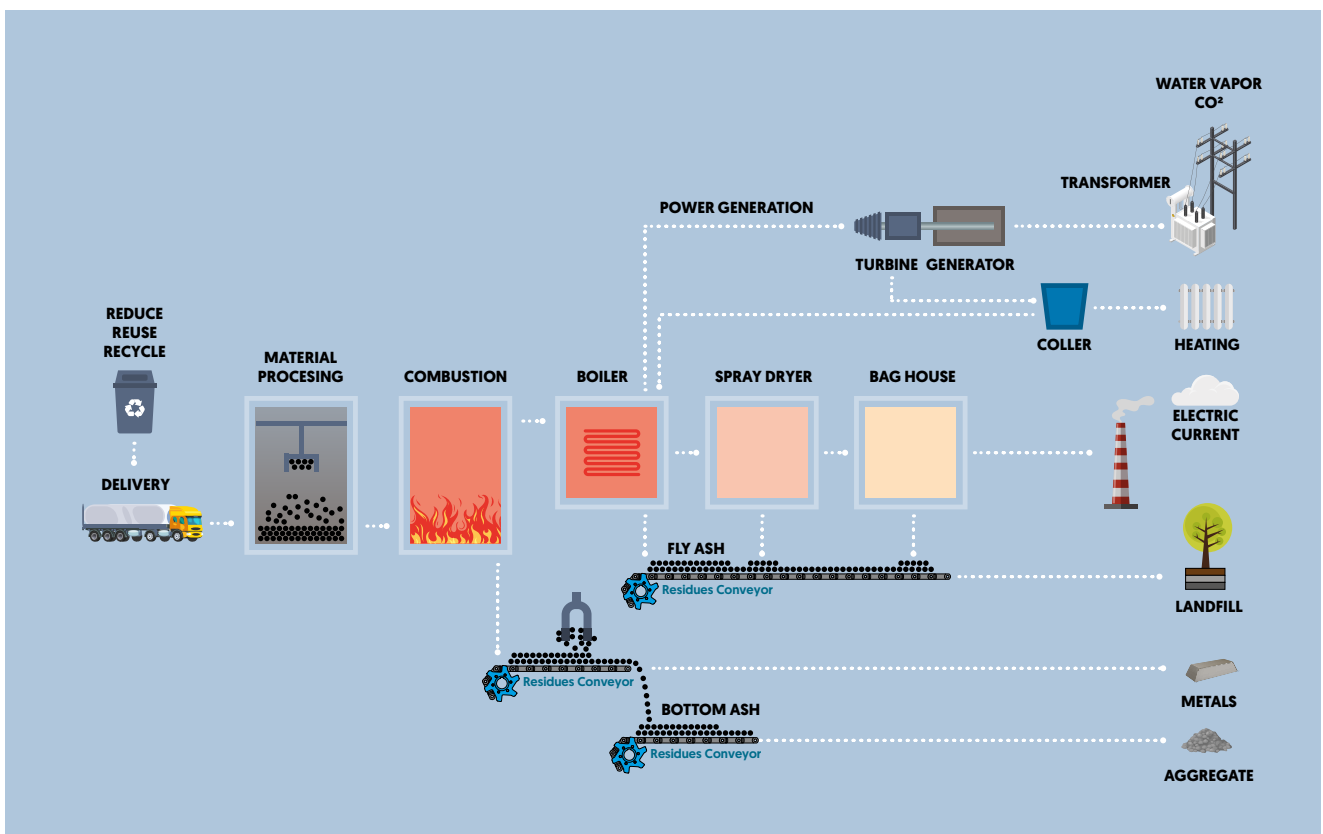 WATER VAPOR
CO²
TRANSFORMER
POWER GENERATION
TURBINE GENERATOR
REDUCE
REUSE
RECYCLE
COLLER
HEATING
MATERIAL
PROCESING
COMBUSTION
BOILER
SPRAY DRYER
BAG HOUSE
ELECTRIC
CURRENT
DELIVERY
FLY ASH
Residues Conveyor
LANDFILL
Residues Conveyor
METALS
BOTTOM ASH
Residues Conveyor
AGGREGATE